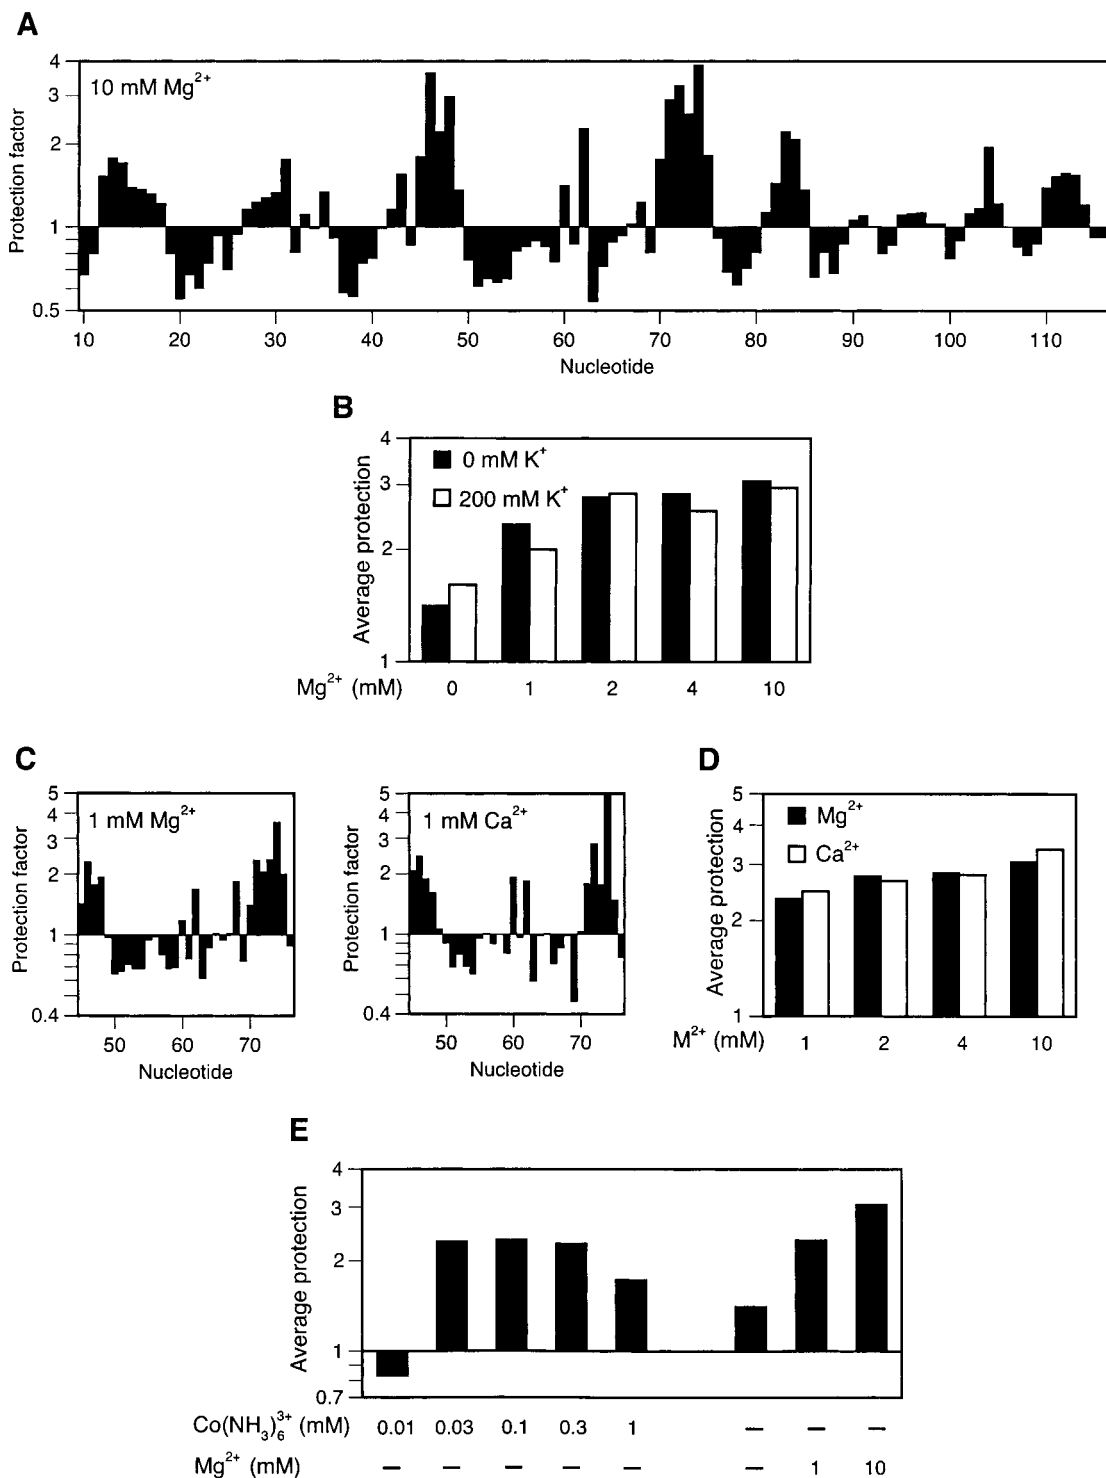 A
4
3
2
1
0.5
Protection factor
10 mM Mg2+
10 20 30 40 50 60 70 80 90 100 110
Nucleotide
B
4
3
2
1
Average protection
0 mM K+
200 mM K+
Mg2+ (mM) 0 1 2 4 10
C
5
4
3
2
1
0.4
Protection factor
1 mM Mg2+
50 60 70
Nucleotide
5
4
3
2
1
0.4
Protection factor
1 mM Ca2+
50 60 70
Nucleotide
D
5
4
3
2
1
Average protection
Mg2+
Ca2+
M2+ (mM) 1 2 4 10
E
4
3
2
1
0.7
Average protection
Co(NH3)63+ (mM) 0.01 0.03 0.1 0.3 1 – – –
Mg2+ (mM) – – – – – – 1 10